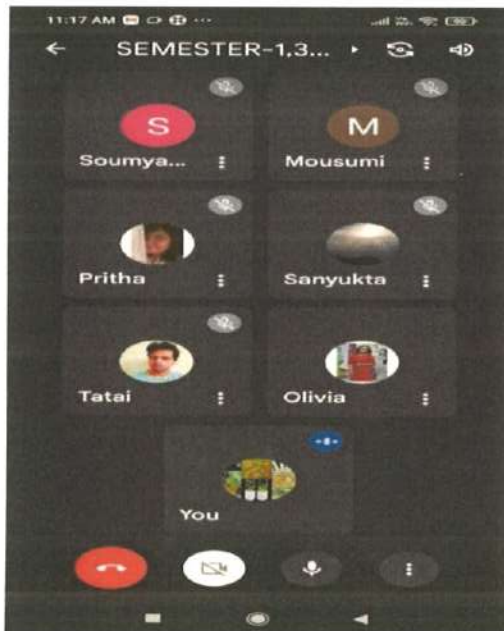 11:17 AM
SEMESTER-1,3...
S
M
Soumya...
Mousumi
Pritha
Sanyukta
Tatai
Olivia
You